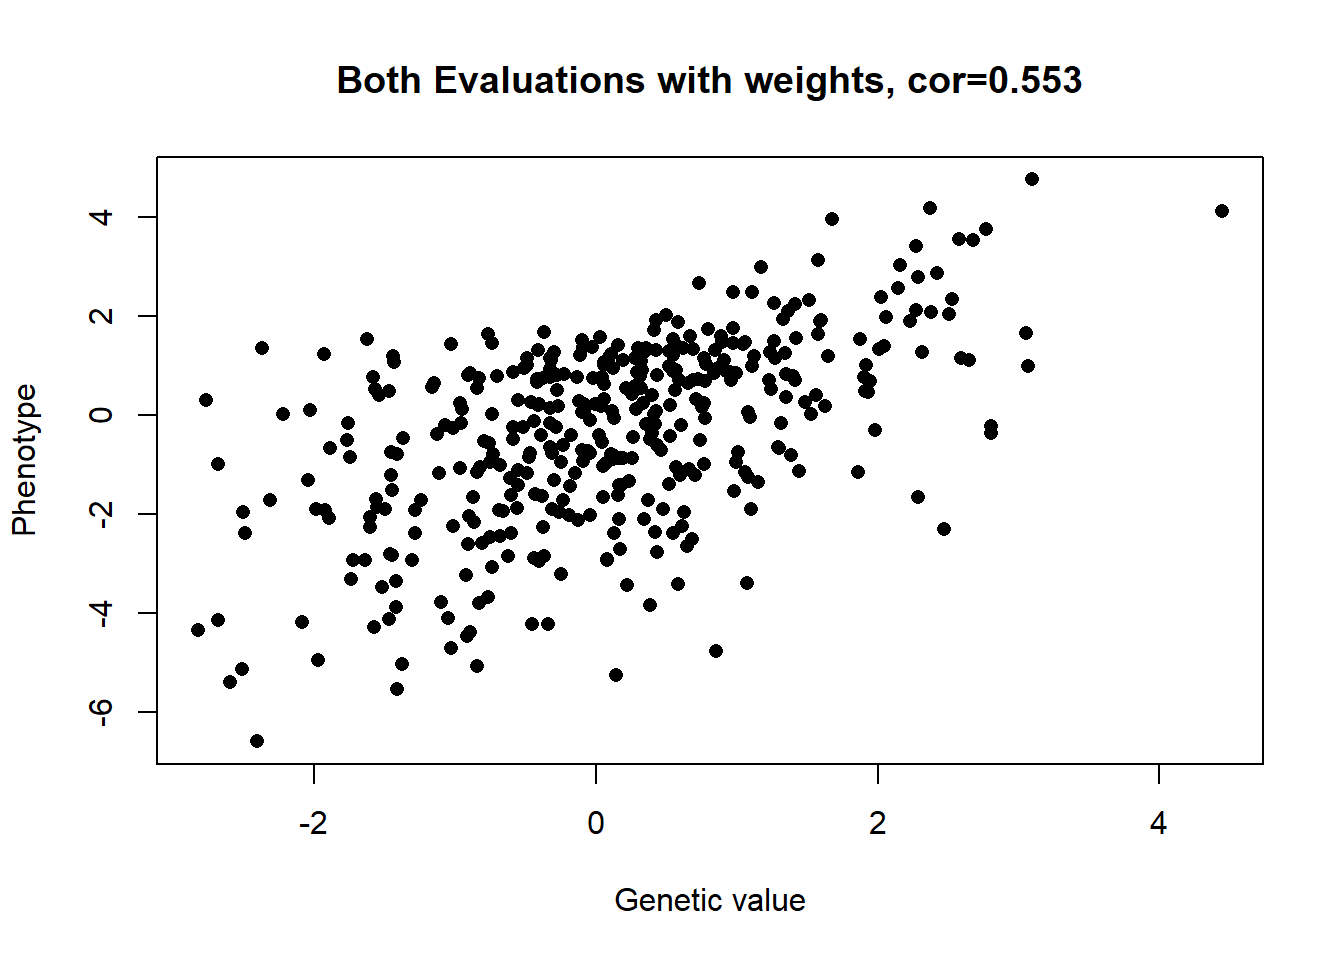 Both Evaluations with weights, cor=0.553
4
2
0
-2
-4
-6
Phenotype
-2 0 2 4
Genetic value